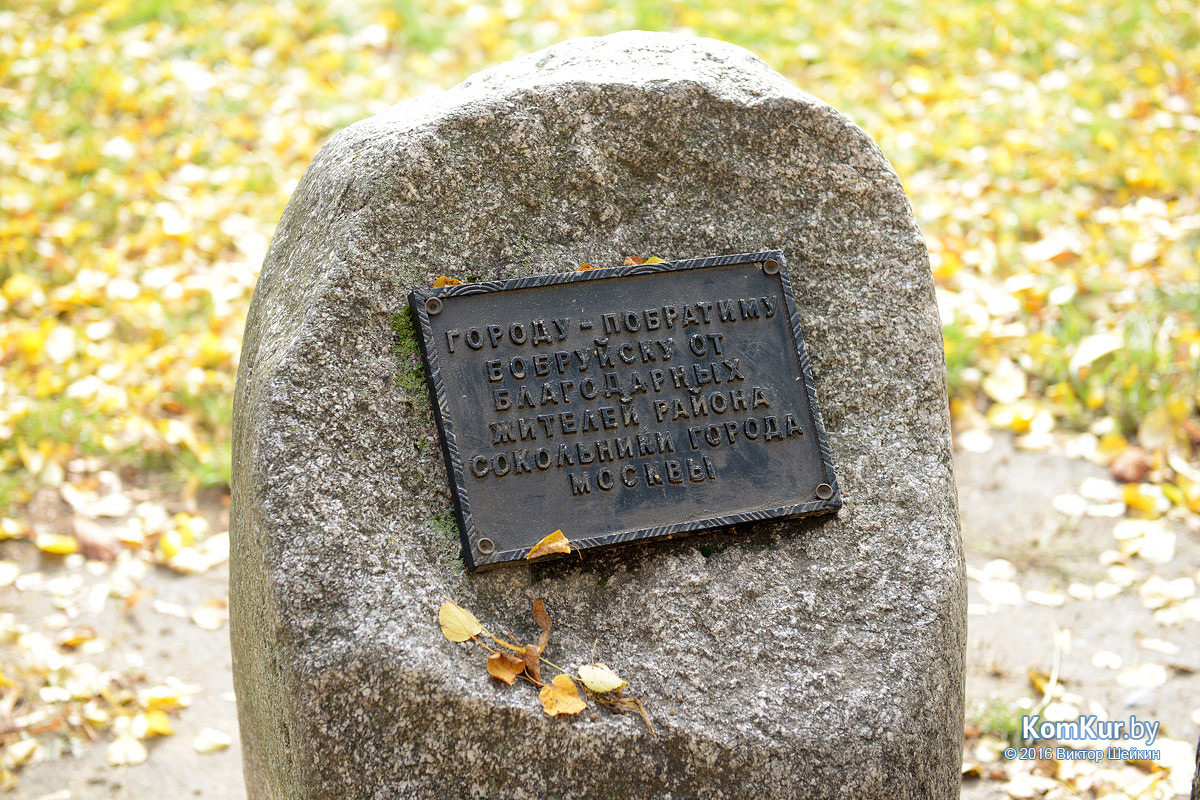 ГОРОДУ - ПОБРАТИМУ
БОБРУЙСКУ ОТ
БЛАГОДАРНЫХ
ЖИТЕЛЕЙ РАЙОНА
СОКОЛЬНИКИ ГОРОДА
МОСКВЫ
KomKur.by
© 2016 Виктор Шейкин